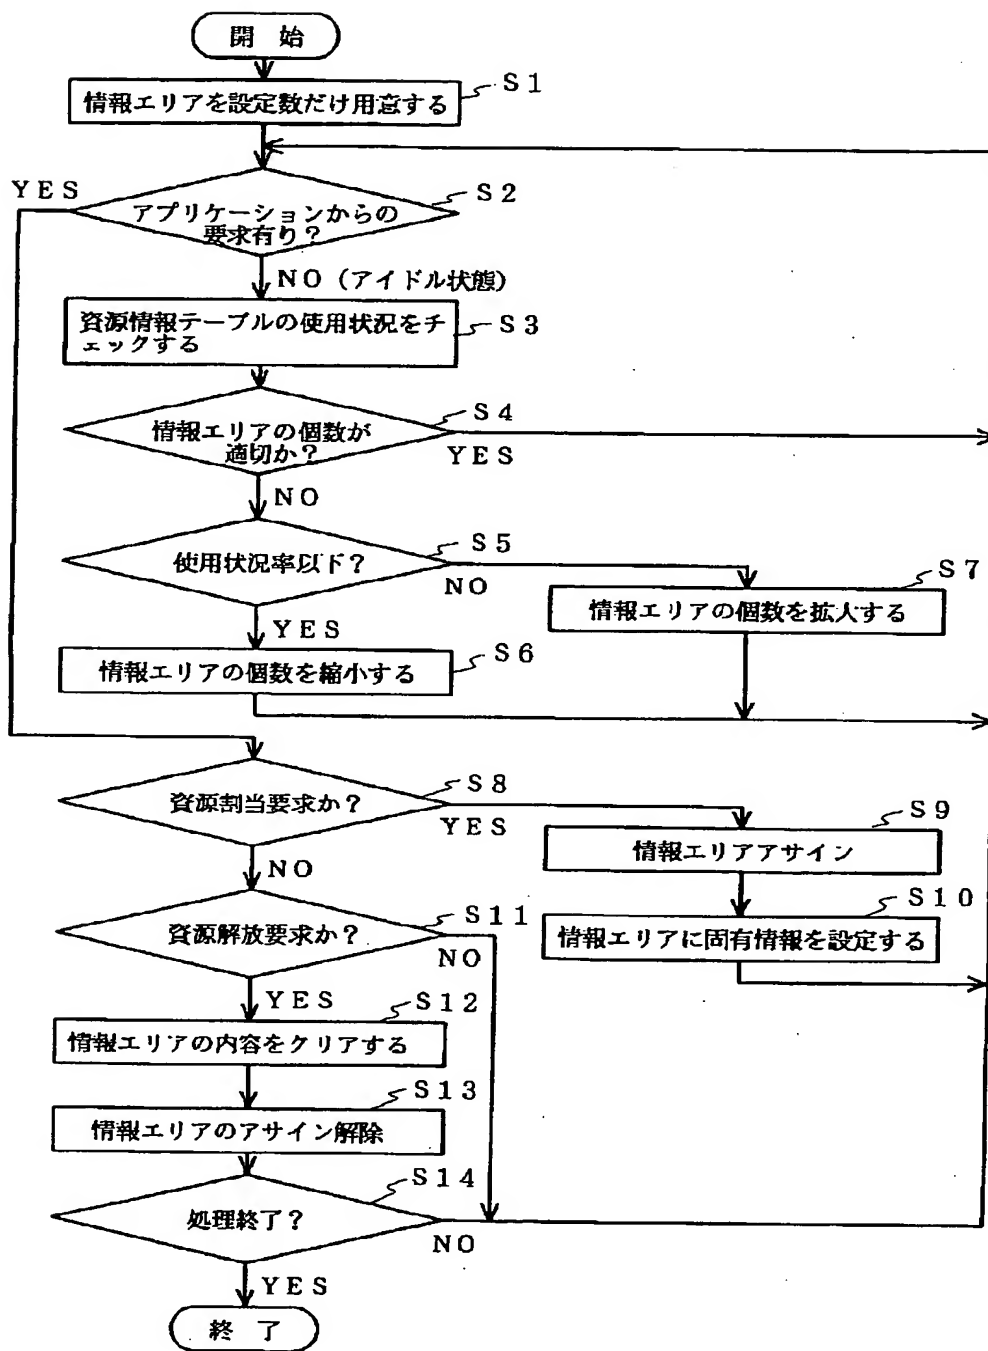 開 始
情報エリアを設定数だけ用意する
S1
YES
S2
アプリケーションからの
要求有り?
NO (アイドル状態)
資源情報テーブルの使用状況をチ
ェックする
S3
S4
情報エリアの個数が
適切か?
YES
NO
S5
使用状況率以下?
NO
S7
情報エリアの個数を拡大する
YES
S6
情報エリアの個数を縮小する
S8
資源割当要求か?
YES
S9
情報エリアアサイン
NO
S10
情報エリアに固有情報を設定する
S11
資源解放要求か?
NO
YES
S12
情報エリアの内容をクリアする
S13
情報エリアのアサイン解除
S14
処理終了?
NO
YES
終 了